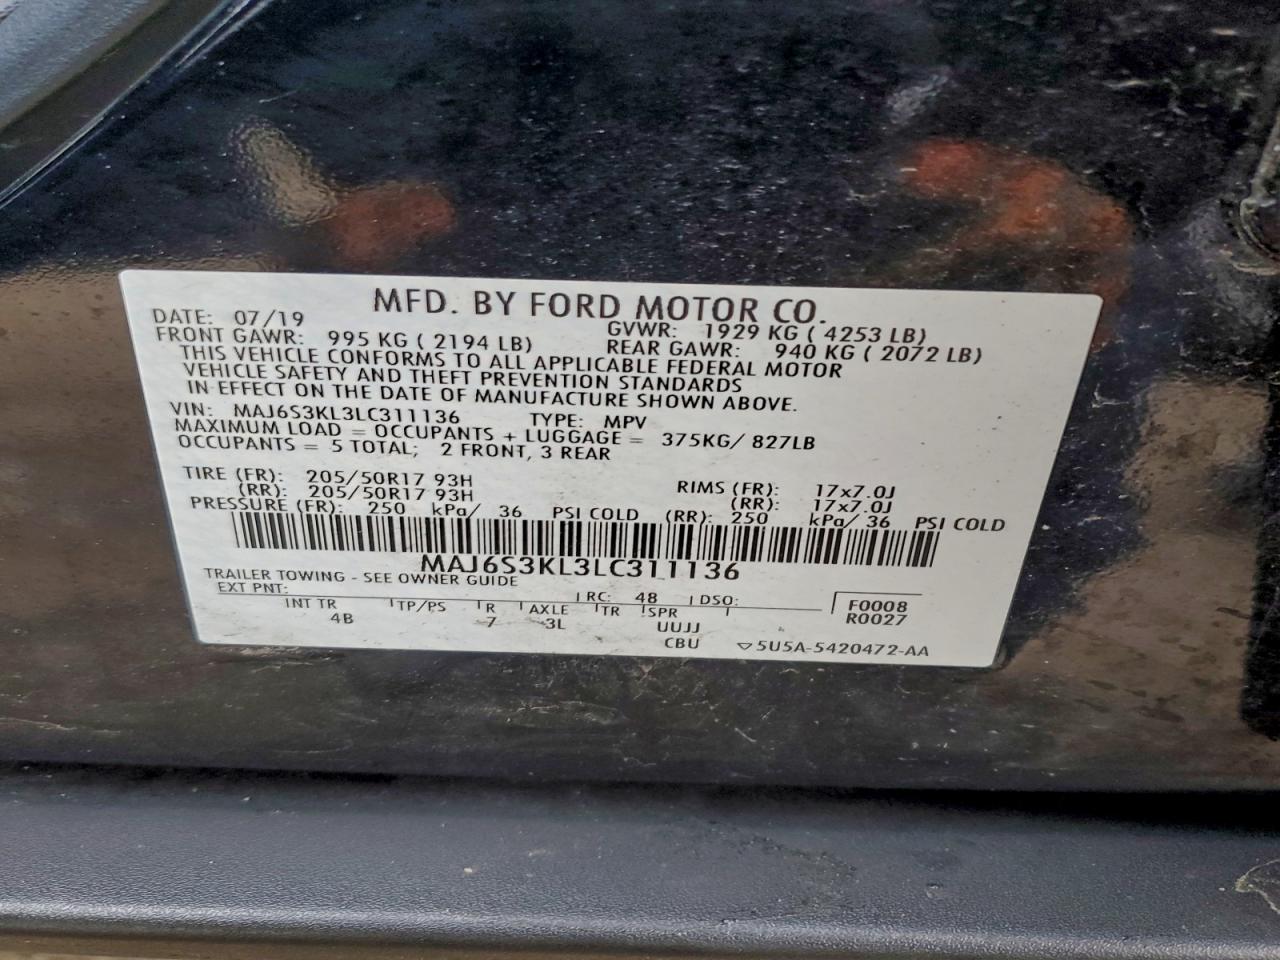 MFD. BY FORD MOTOR CO.
DATE: 07/19 GVWR: 1929 KG ( 4253 LB)
FRONT GAWR: 995 KG ( 2194 LB) REAR GAWR: 940 KG ( 2072 LB)
THIS VEHICLE CONFORMS TO ALL APPLICABLE FEDERAL MOTOR
VEHICLE SAFETY AND THEFT PREVENTION STANDARDS
IN EFFECT ON THE DATE OF MANUFACTURE SHOWN ABOVE.
VIN: MAJ6S3KL3LC311136 TYPE: MPV
MAXIMUM LOAD = OCCUPANTS + LUGGAGE = 375KG/ 827LB
OCCUPANTS = 5 TOTAL; 2 FRONT, 3 REAR
TIRE (FR): 205/50R17 93H RIMS (FR): 17x7.0J
(RR): 205/50R17 93H (RR): 17x7.0J
PRESSURE (FR): 250 kPa/ 36 PSI COLD (RR): 250 kPa/ 36 PSI COLD
MAJ6S3KL3LC311136
TRAILER TOWING - SEE OWNER GUIDE
EXT PNT: RC: 48 DSO: F0008
R0027
INT TR TP/PS R AXLE TR SPR
4B 7 3L UUJJ
CBU ▽5U5A-5420472-AA